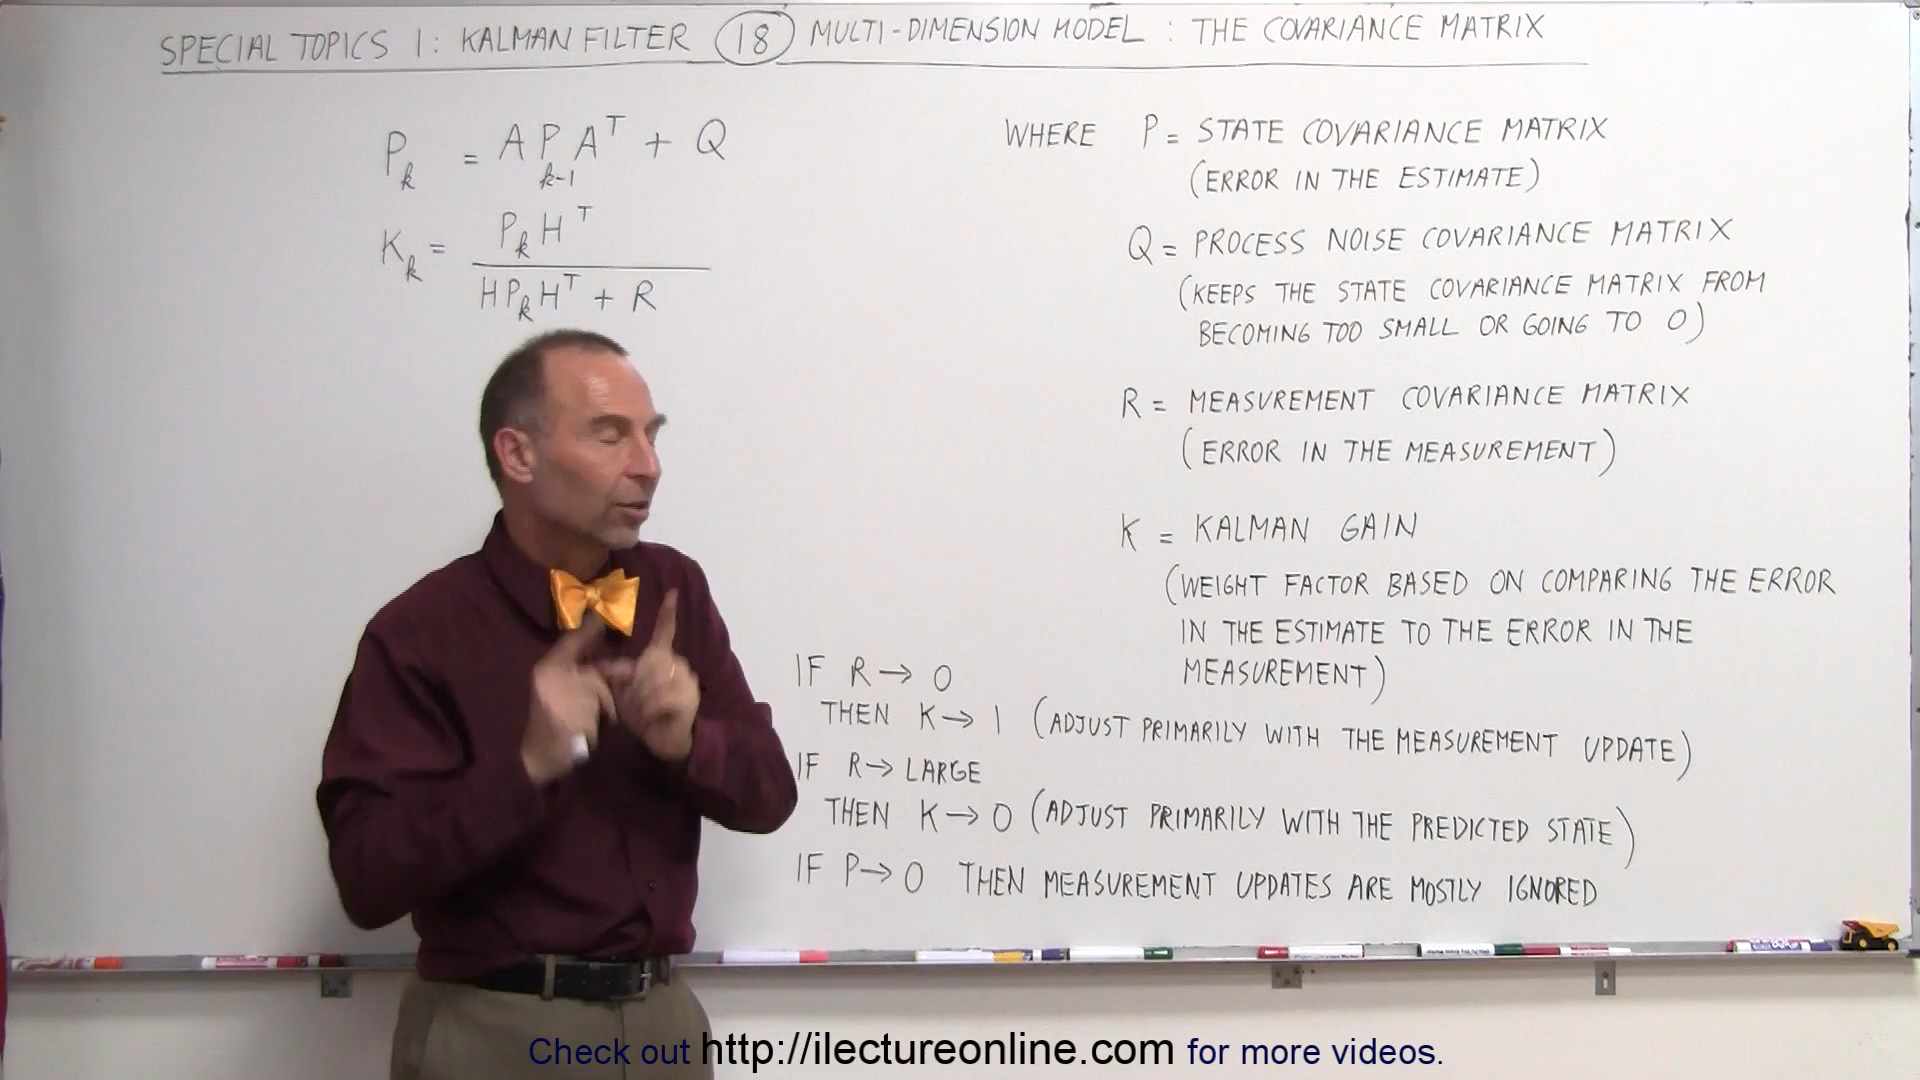 SPECIAL TOPICS 1: KALMAN FILTER (18) MULTI-DIMENSION MODEL : THE COVARIANCE MATRIX
P_k = A P_{k-1} A^T + Q
K_k = P_k H^T / (H P_k H^T + R)
WHERE P = STATE COVARIANCE MATRIX
(ERROR IN THE ESTIMATE)
Q = PROCESS NOISE COVARIANCE MATRIX
(KEEPS THE STATE COVARIANCE MATRIX FROM
BECOMING TOO SMALL OR GOING TO 0)
R = MEASUREMENT COVARIANCE MATRIX
(ERROR IN THE MEASUREMENT)
K = KALMAN GAIN
(WEIGHT FACTOR BASED ON COMPARING THE ERROR
IN THE ESTIMATE TO THE ERROR IN THE
MEASUREMENT)
IF R → 0
THEN K → 1 (ADJUST PRIMARILY WITH THE MEASUREMENT UPDATE)
IF R → LARGE
THEN K → 0 (ADJUST PRIMARILY WITH THE PREDICTED STATE)
IF P → 0 THEN MEASUREMENT UPDATES ARE MOSTLY IGNORED
Check out http://ilectureonline.com for more videos.